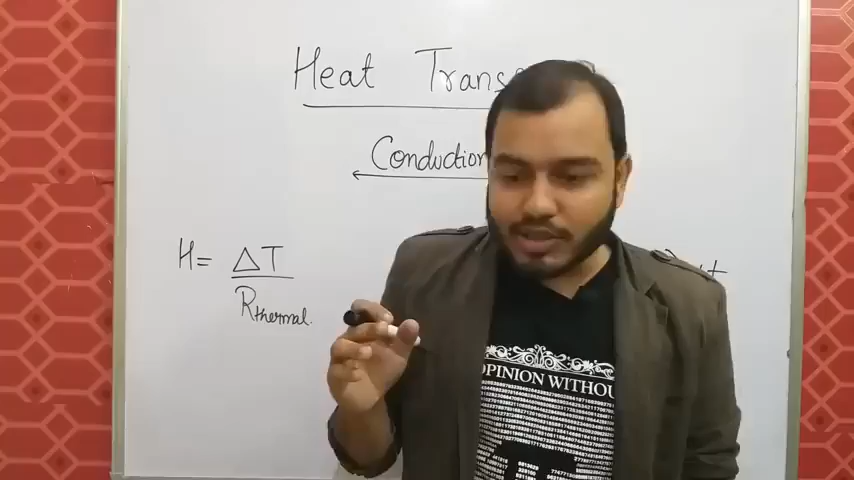 Heat Trans
Conduction
H = ΔT
Rthermal.
OPINION WITHOU